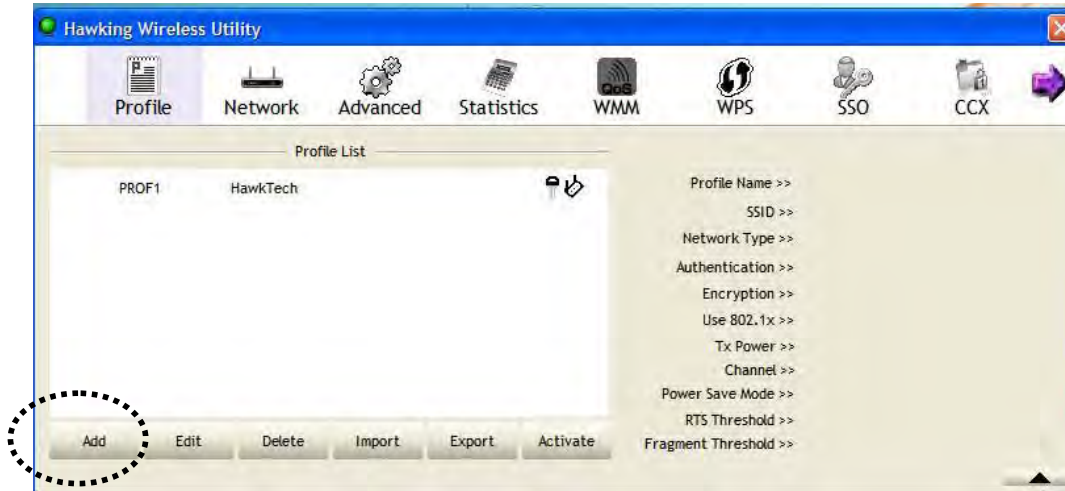 Hawking Wireless Utility
Profile Network Advanced Statistics QoS WMM WPS SSO CCX
Profile List
PROF1 HawkTech
Profile Name >>
SSID >>
Network Type >>
Authentication >>
Encryption >>
Use 802.1x >>
Tx Power >>
Channel >>
Power Save Mode >>
RTS Threshold >>
Fragment Threshold >>
Add Edit Delete Import Export Activate